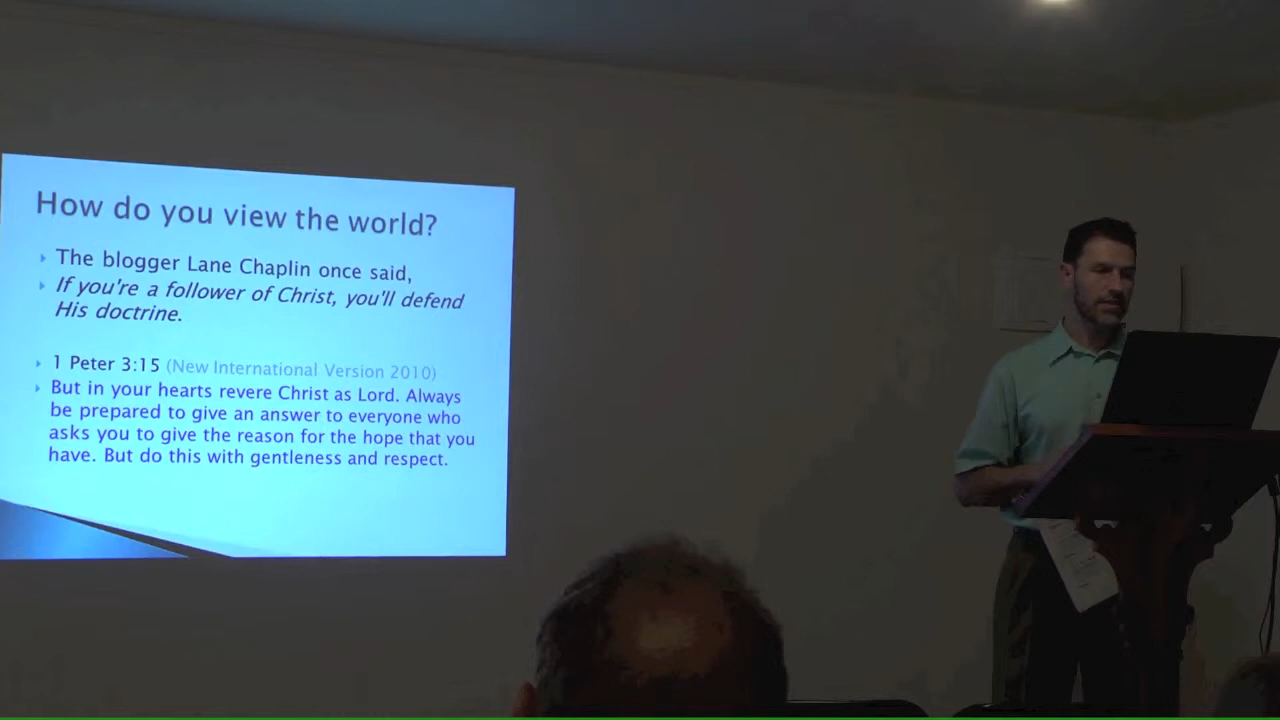 How do you view the world?
The blogger Lane Chaplin once said,
If you're a follower of Christ, you'll defend
His doctrine.
1 Peter 3:15 (New International Version 2010)
But in your hearts revere Christ as Lord. Always
be prepared to give an answer to everyone who
asks you to give the reason for the hope that you
have. But do this with gentleness and respect.